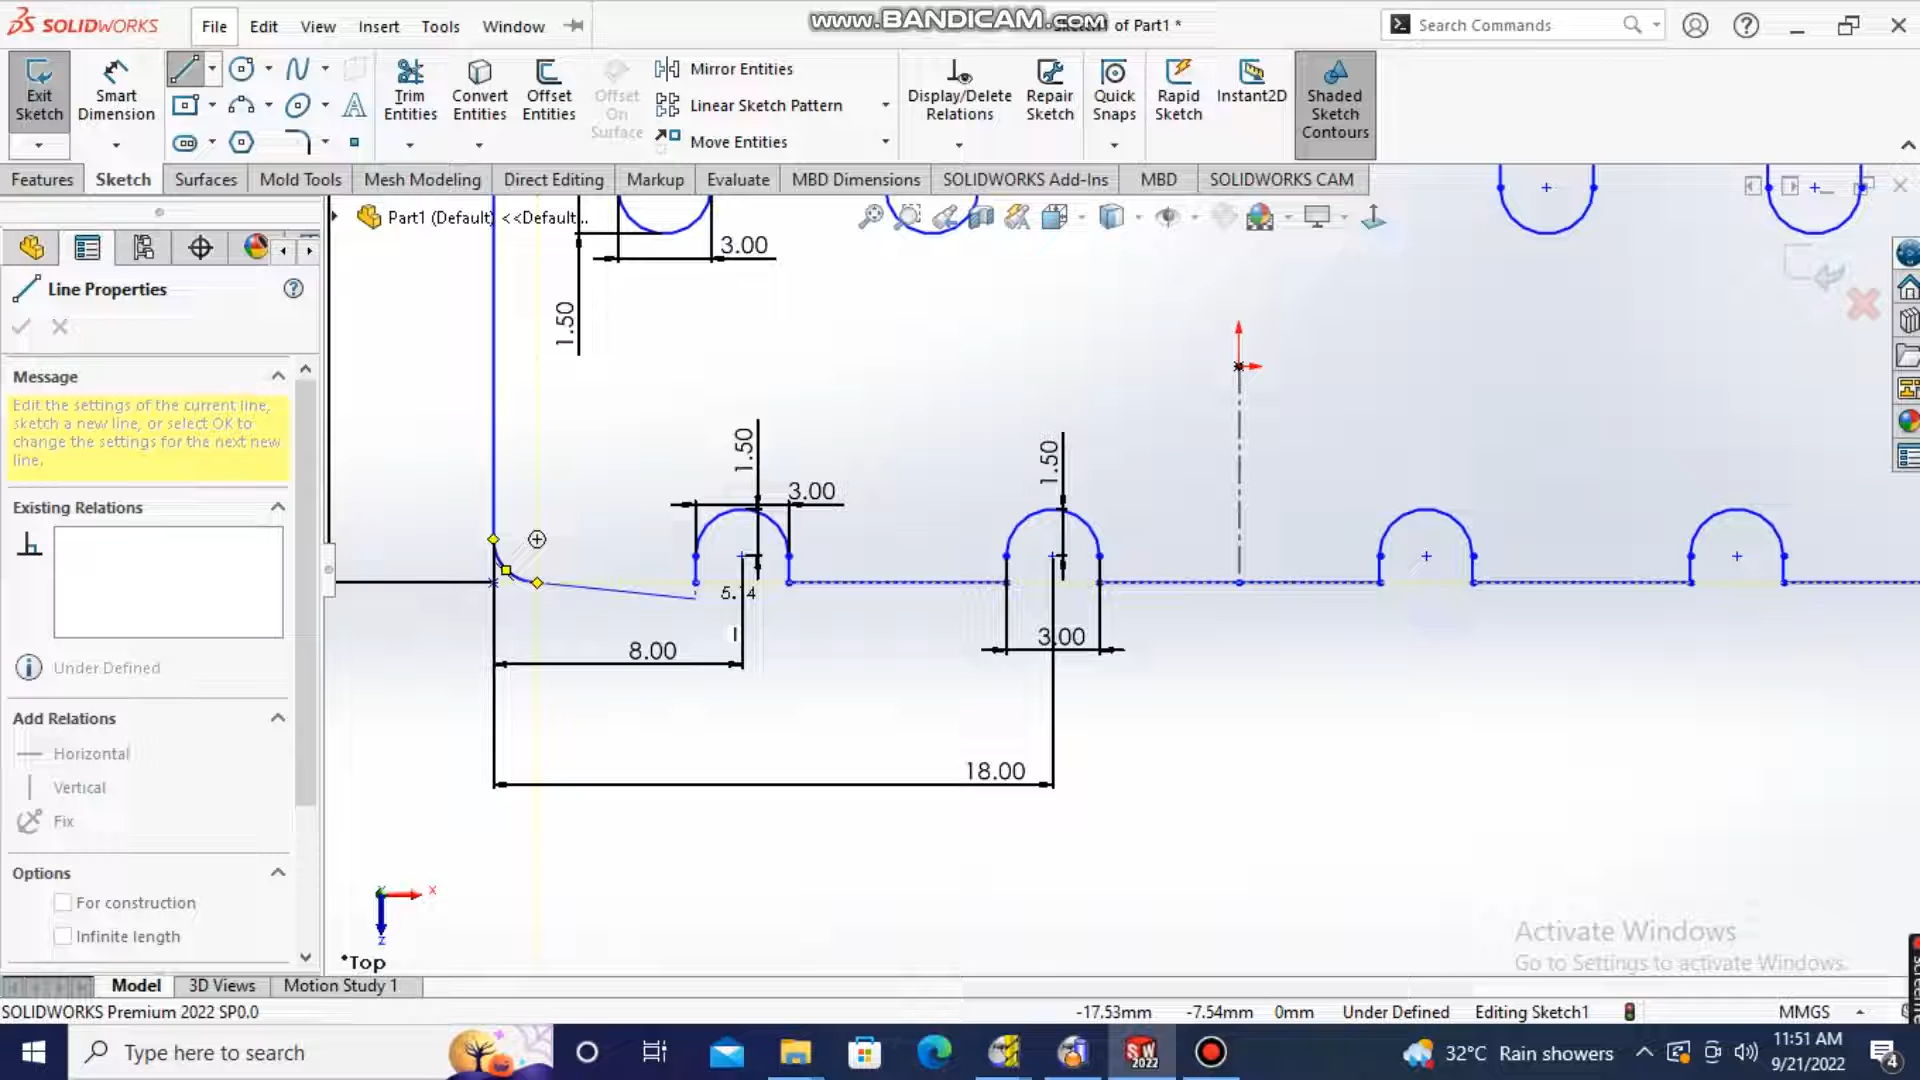 SOLIDWORKS
File Edit View Insert Tools Window
www.BANDICAM.com
of Part1 *
Search Commands
Exit Sketch
Smart Dimension
Trim Entities
Convert Entities
Offset Entities
Offset On Surface
Mirror Entities
Linear Sketch Pattern
Move Entities
Display/Delete Relations
Repair Sketch
Quick Snaps
Rapid Sketch
Instant2D
Shaded Sketch Contours
Features Sketch Surfaces Mold Tools Mesh Modeling Direct Editing Markup Evaluate MBD Dimensions SOLIDWORKS Add-Ins MBD SOLIDWORKS CAM
Part1 (Default) <<Default...
3.00
1.50
Line Properties
Message
Edit the settings of the current line,
sketch a new line, or select OK to
change the settings for the next new
line.
Existing Relations
Under Defined
Add Relations
Horizontal
Vertical
Fix
Options
For construction
Infinite length
1.50
3.00
1.50
5.14
8.00
3.00
18.00
X
Z
*Top
Activate Windows
Go to Settings to activate Windows.
Model 3D Views Motion Study 1
SOLIDWORKS Premium 2022 SP0.0
-17.53mm -7.54mm 0mm Under Defined Editing Sketch1 MMGS
Type here to search
SW
2022
32°C Rain showers
11:51 AM
9/21/2022
4